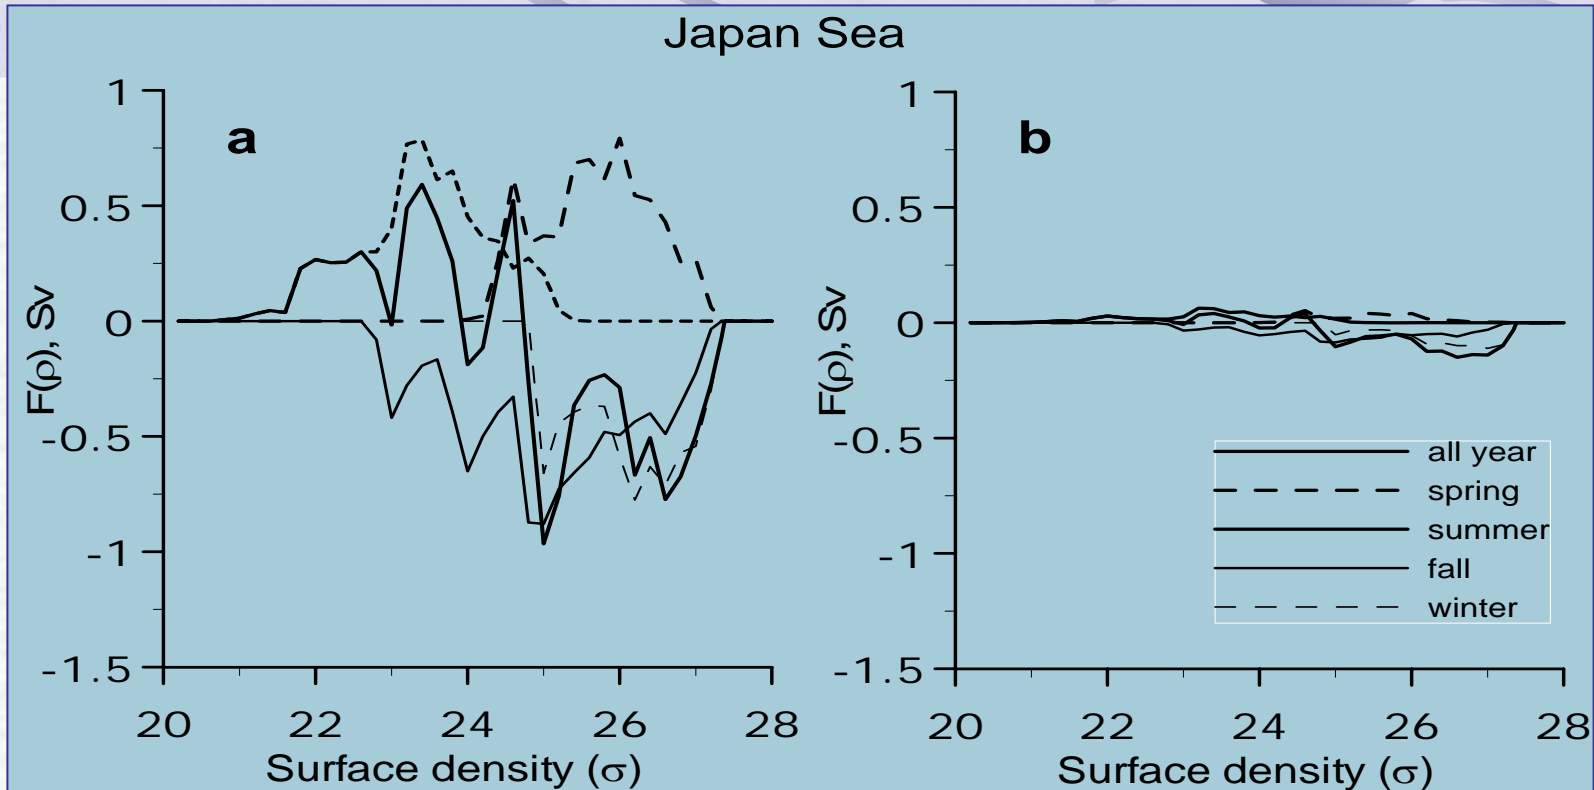 Japan Sea
a
1
0.5
0
-0.5
-1
-1.5
F(ρ), Sv
20 22 24 26 28
Surface density (σ)
b
1
0.5
0
-0.5
-1
-1.5
F(ρ), Sv
all year
spring
summer
fall
winter
20 22 24 26 28
Surface density (σ)